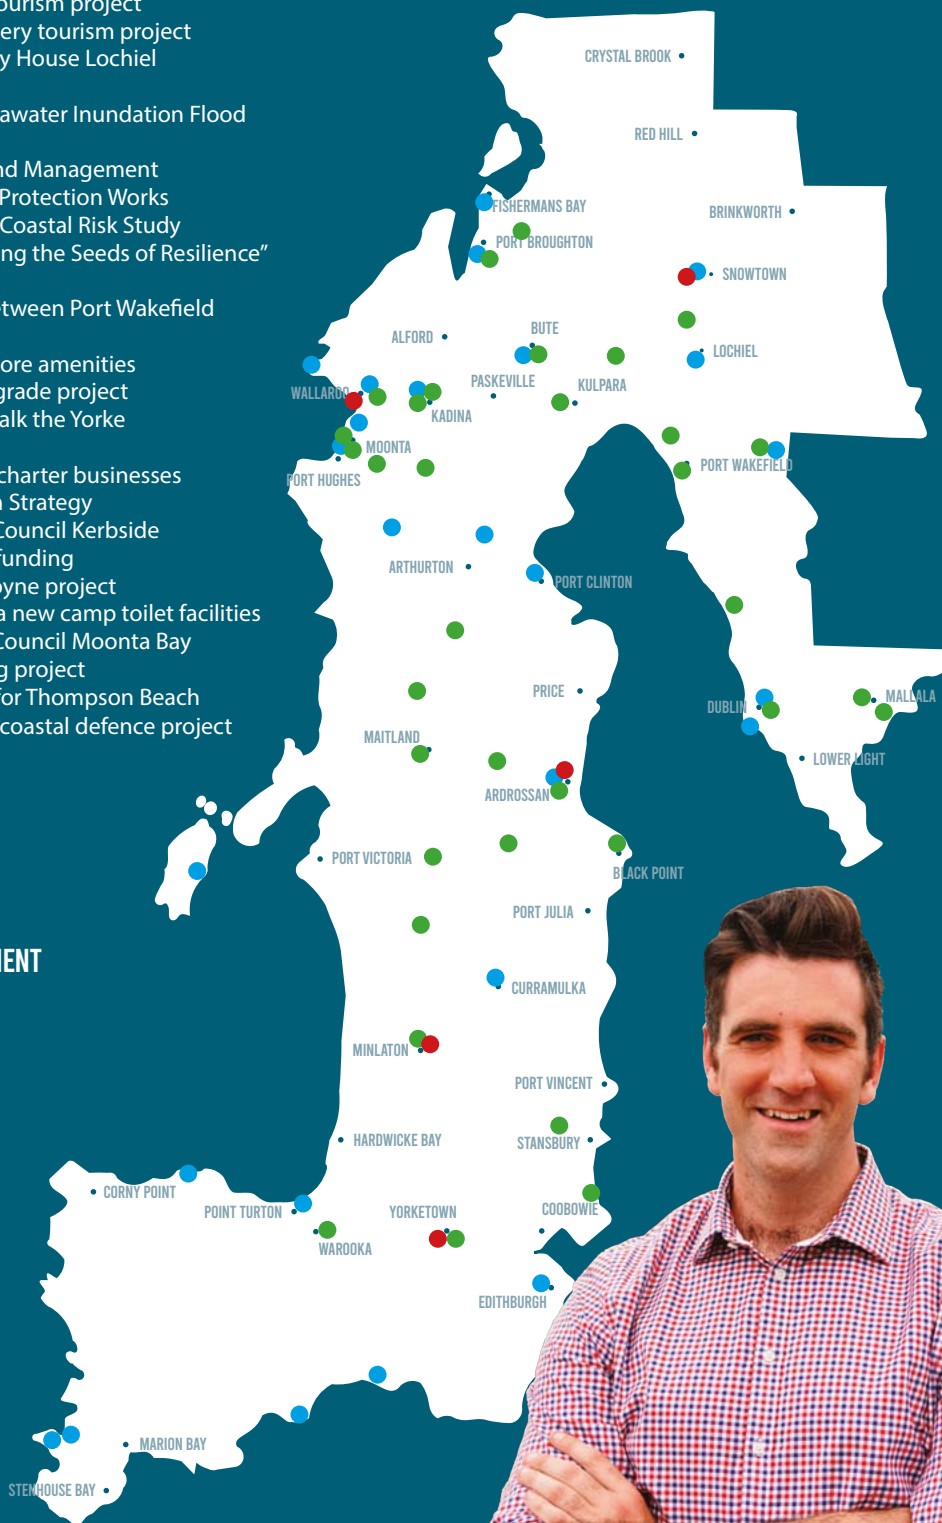 ourism project
ery tourism project
y House Lochiel
awater Inundation Flood
nd Management
Protection Works
Coastal Risk Study
ng the Seeds of Resilience”
etween Port Wakefield
ore amenities
grade project
alk the Yorke
charter businesses
n Strategy
Council Kerbside
funding
oyne project
a new camp toilet facilities
Council Moonta Bay
g project
for Thompson Beach
coastal defence project
MENT
CRYSTAL BROOK
RED HILL
FISHERMANS BAY
BRINKWORTH
PORT BROUGHTON
SNOWTOWN
ALFORD
BUTE
LOCHIEL
PASKEVILLE
KULPARA
WALLAROO
KADINA
MOONTA
PORT WAKEFIELD
PORT HUGHES
ARTHURTON
PORT CLINTON
PRICE
MALLALA
DUBLIN
MAITLAND
LOWER LIGHT
ARDROSSAN
PORT VICTORIA
BLACK POINT
PORT JULIA
CURRAMULKA
MINLATON
PORT VINCENT
HARDWICKE BAY
STANSBURY
CORNY POINT
POINT TURTON
YORKETOWN
COOBOWIE
WAROOKA
EDITHBURGH
MARION BAY
STENHOUSE BAY